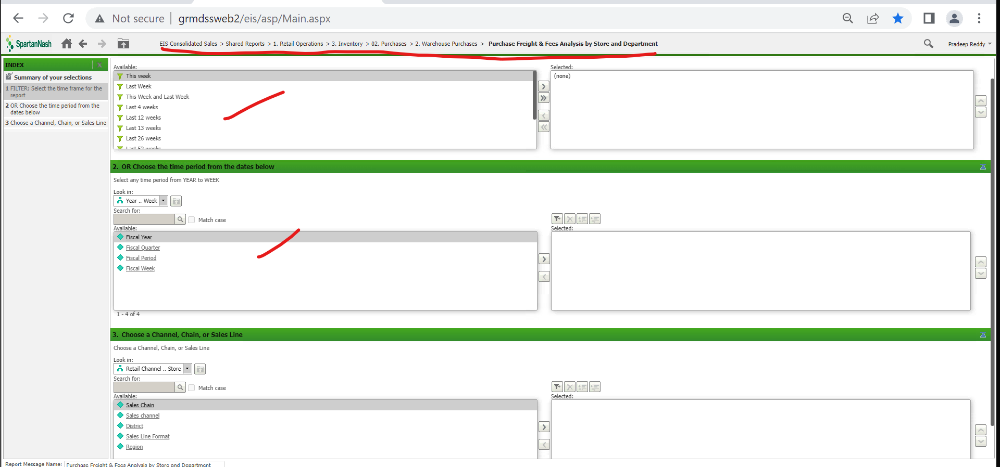 Not secure | grmdssweb2/eis/asp/Main.aspx
SpartanNash
EIS Consolidated Sales > Shared Reports > 1. Retail Operations > 3. Inventory > 02. Purchases > 2. Warehouse Purchases > Purchase Freight & Fees Analysis by Store and Department
Pradeep Reddy
INDEX
Summary of your selections
1 FILTER: Select the time frame for the
report
2 OR Choose the time period from the
dates below
3 Choose a Channel, Chain, or Sales Line
Available:
This week
Last Week
This Week and Last Week
Last 4 weeks
Last 12 weeks
Last 13 weeks
Last 26 weeks
Last 52 weeks
Selected:
(none)
2. OR Choose the time period from the dates below
Select any time period from YEAR to WEEK
Look in:
Year .. Week
Search for:
Match case
Available:
Fiscal Year
Fiscal Quarter
Fiscal Period
Fiscal Week
1 - 4 of 4
Selected:
3. Choose a Channel, Chain, or Sales Line
Choose a Channel, Chain, or Sales Line
Look in:
Retail Channel .. Store
Search for:
Match case
Available:
Sales Chain
Sales channel
District
Sales Line Format
Region
Selected:
Report Message Name: Purchase Freight & Fees Analysis by Store and Department